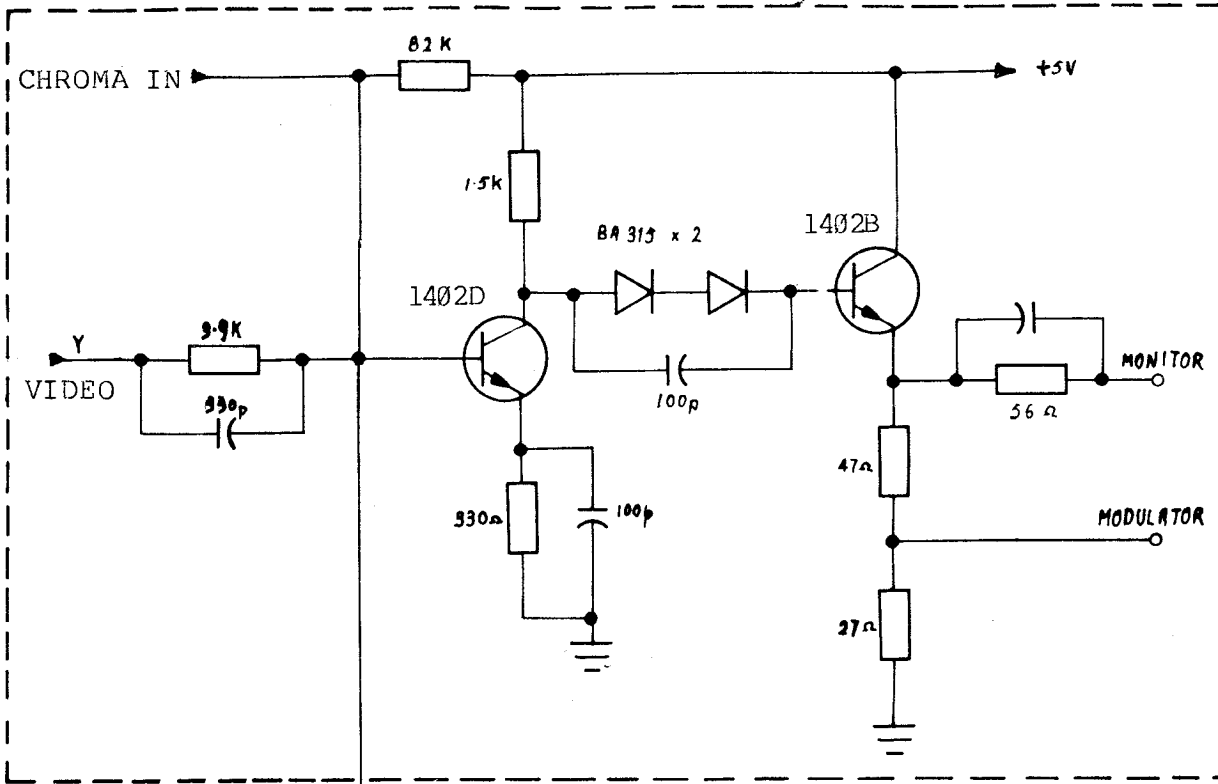 82K
CHROMA IN
+5V
1.5K
BA 315 x 2
1402B
1402D
Y
3.9K
VIDEO
330p
100p
MONITOR
56 Ω
47Ω
330Ω
100p
MODULATOR
27Ω